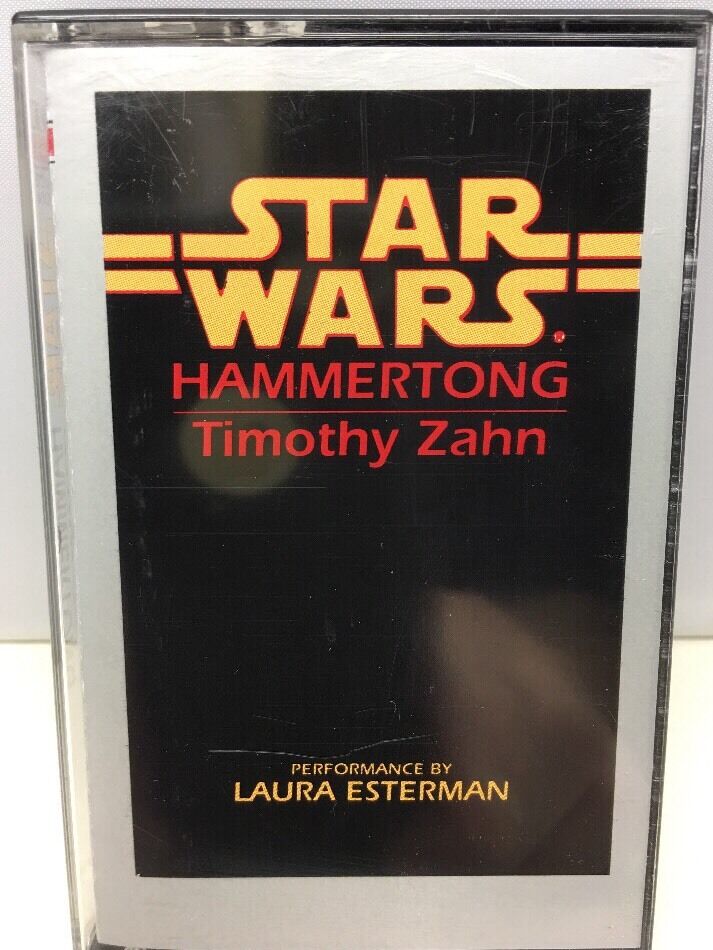 STAR
WARS
HAMMERTONG
Timothy Zahn
PERFORMANCE BY
LAURA ESTERMAN